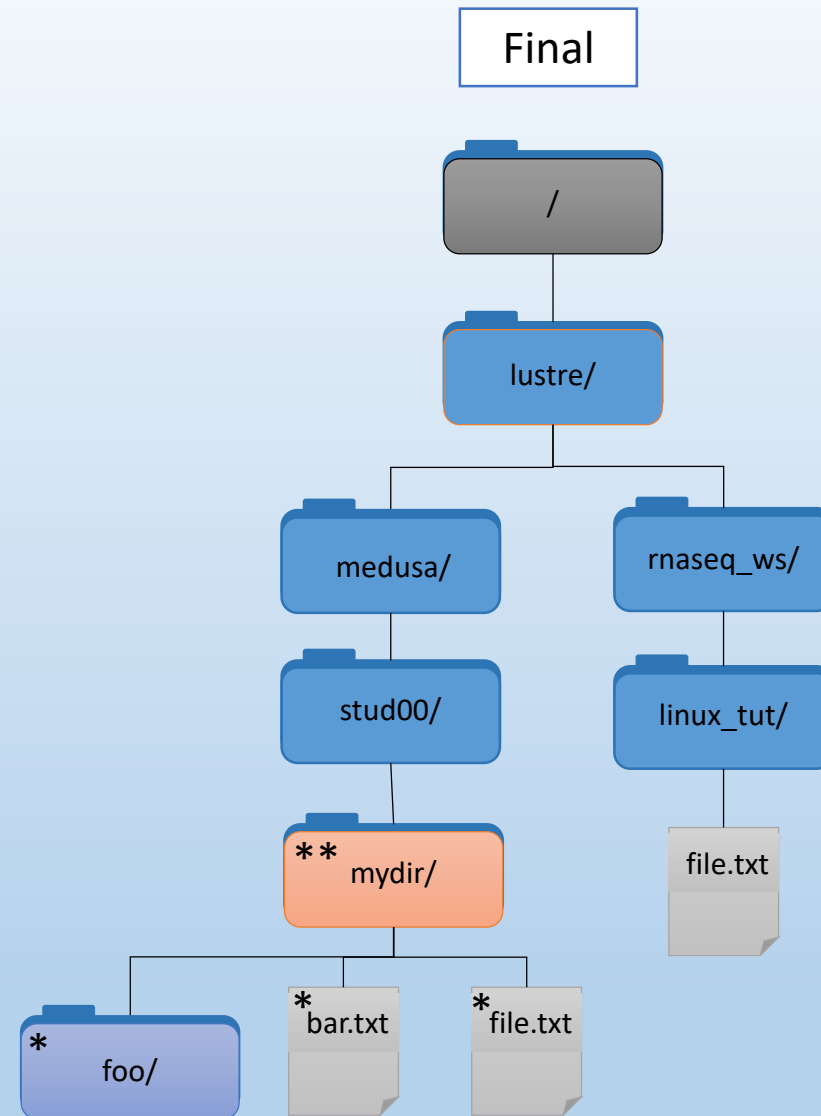 Final
/
lustre/
medusa/
rnaseq_ws/
stud00/
linux_tut/
** mydir/
file.txt
* foo/
* bar.txt
* file.txt